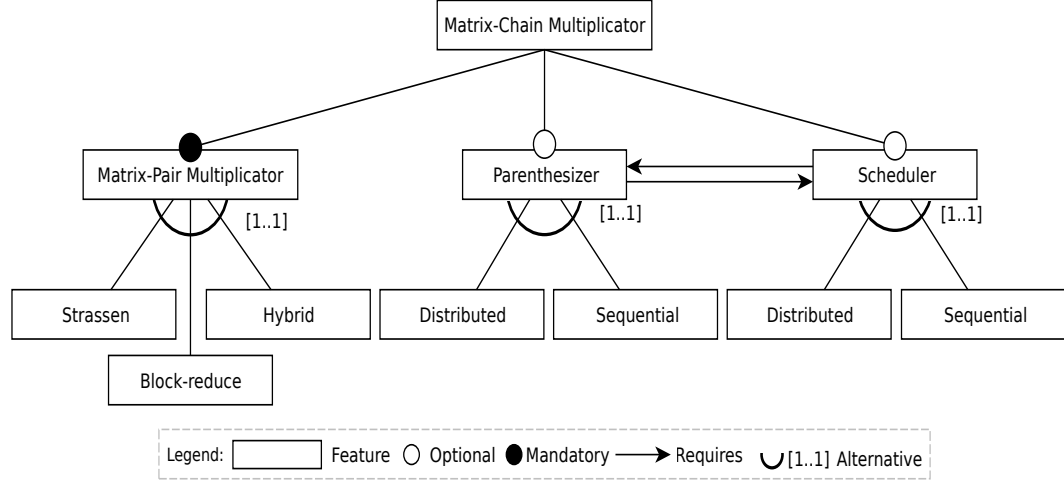 Matrix-Chain Multiplicator
Matrix-Pair Multiplicator
Parenthesizer
Scheduler
[1..1]
[1..1]
[1..1]
Strassen
Hybrid
Distributed
Sequential
Distributed
Sequential
Block-reduce
Legend: Feature Optional Mandatory Requires [1..1] Alternative